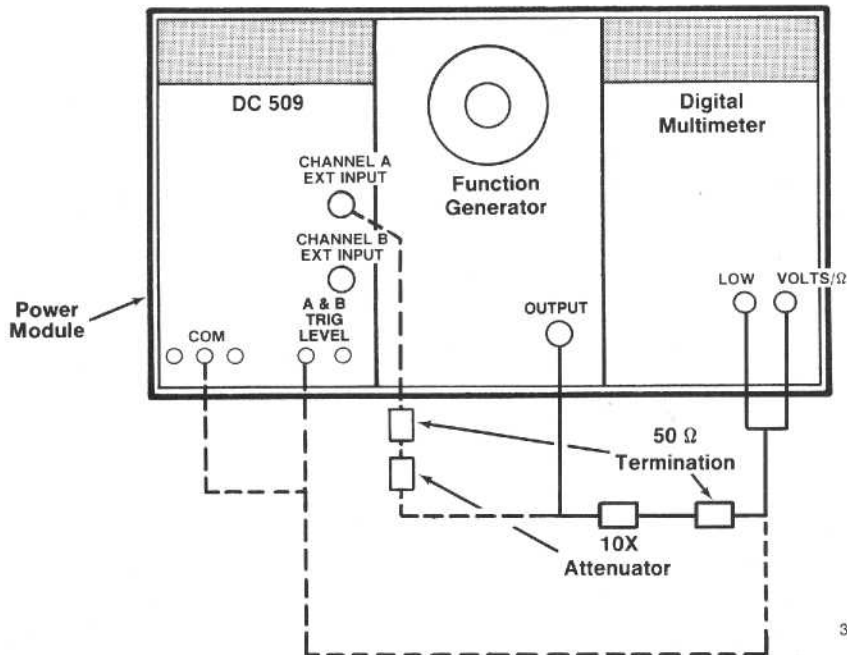 DC 509
Digital
Multimeter
CHANNEL A
EXT INPUT
Function
Generator
CHANNEL B
EXT INPUT
LOW
VOLTS/Ω
Power
Module
A & B
TRIG
LEVEL
OUTPUT
COM
50 Ω
Termination
10X
Attenuator
3